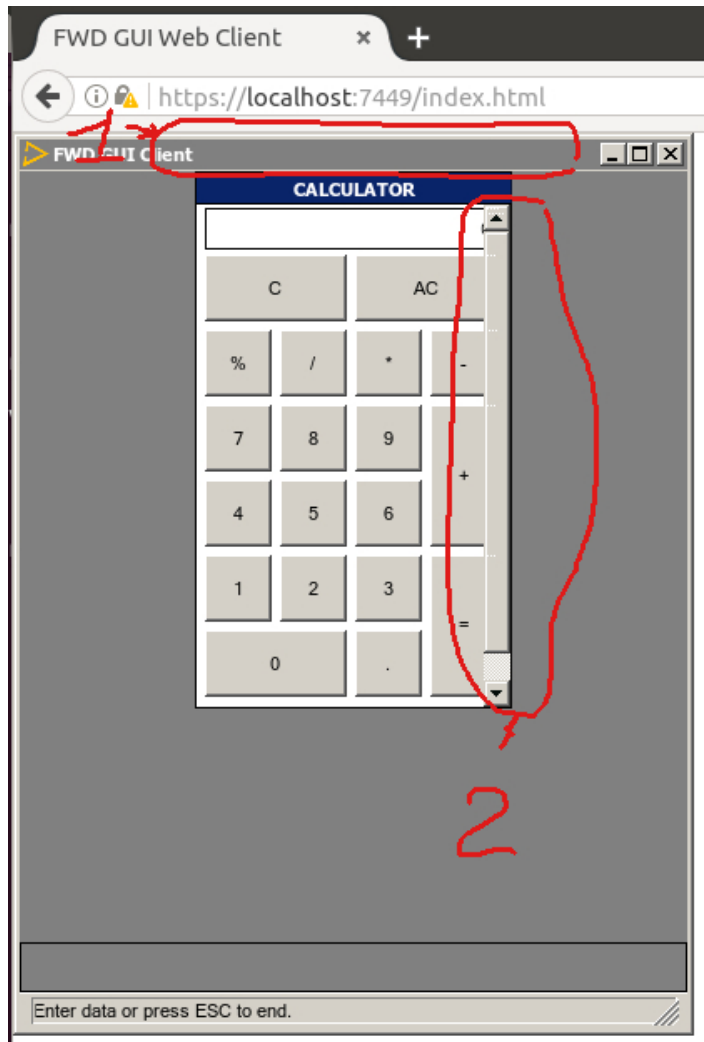 FWD GUI Web Client × +
https://localhost:7449/index.html
1
FWD GUI Client
CALCULATOR
C AC
% / * -
7 8 9
+
4 5 6
1 2 3
=
0 .
2
Enter data or press ESC to end.